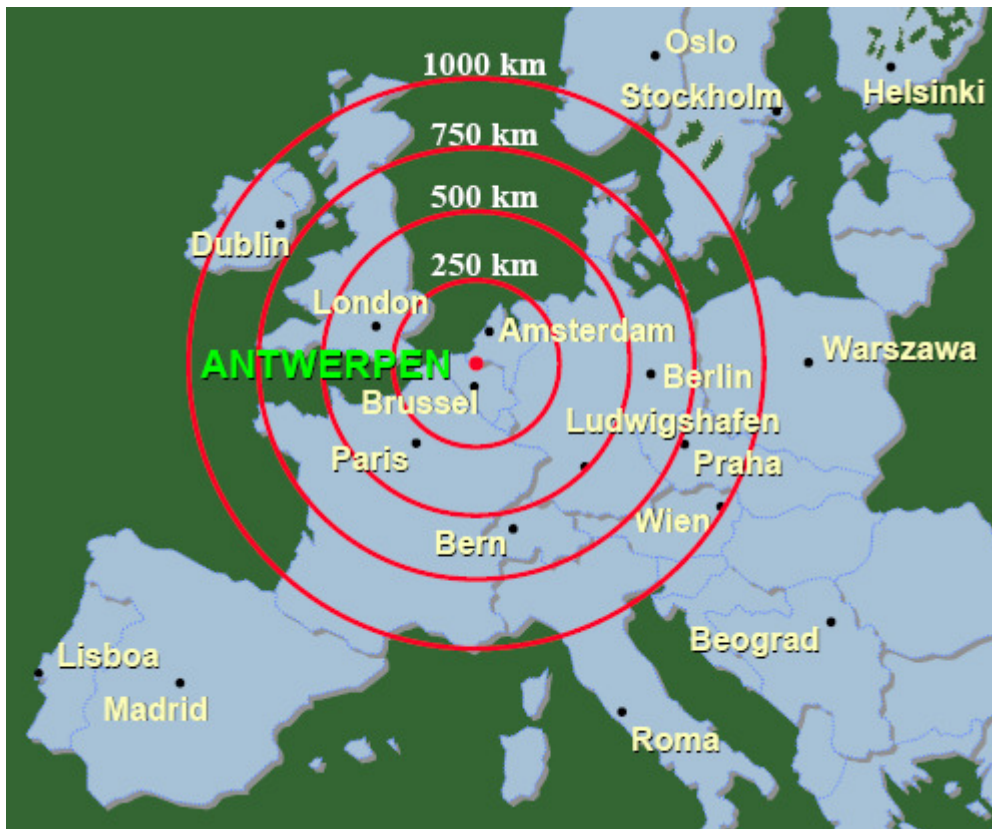 Oslo
1000 km
Helsinki
Stockholm
750 km
500 km
Dublin
250 km
London
Amsterdam
Warszawa
ANTWERPEN
Berlin
Brussel
Ludwigshafen
Paris
Praha
Wien
Bern
Beograd
Lisboa
Madrid
Roma